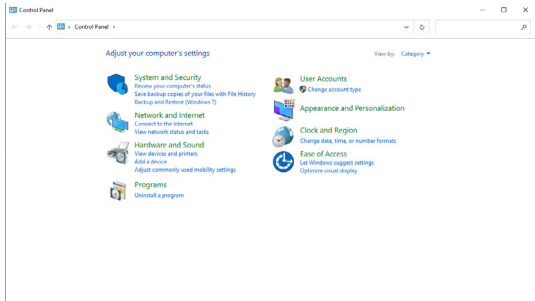 Control Panel
Control Panel
Adjust your computer's settings
View by: Category
System and Security
Review your computer's status
Save backup copies of your files with File History
Backup and Restore (Windows 7)
Network and Internet
Connect to the Internet
View network status and tasks
Hardware and Sound
View devices and printers
Add a device
Adjust commonly used mobility settings
Programs
Uninstall a program
User Accounts
Change account type
Appearance and Personalization
Clock and Region
Change date, time, or number formats
Ease of Access
Let Windows suggest settings
Optimize visual display